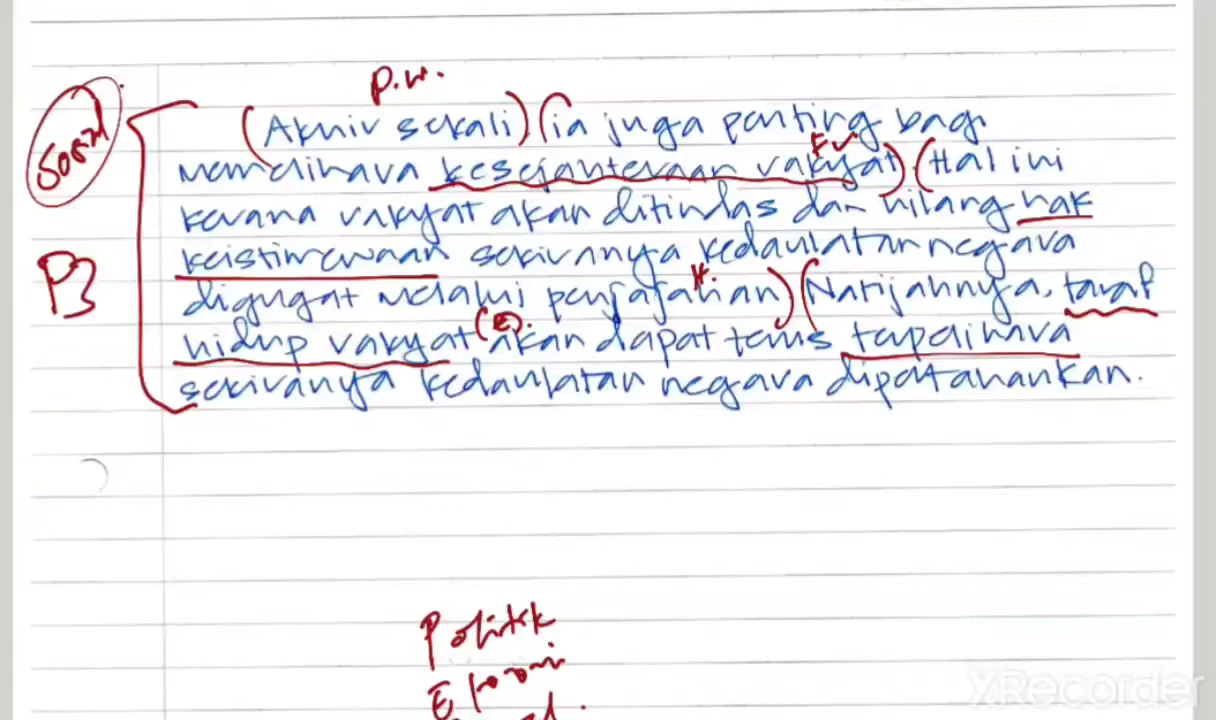 P.W.
Sosial
(Akhir sekali) (ia juga penting bagi
memelihara kesejahteraan rakyat) (Hal ini
Fu
kerana rakyat akan ditindas dan hilang hak
P3
keistimewaan sekiranya kedaulatan negara
digugat melalui penjajahan) (Natijahnya, taraf
H.
hidup rakyat (akan dapat terus terpelihara
E
sekiranya kedaulatan negara dipertahankan.
Politik
Ekonomi
XRecorder